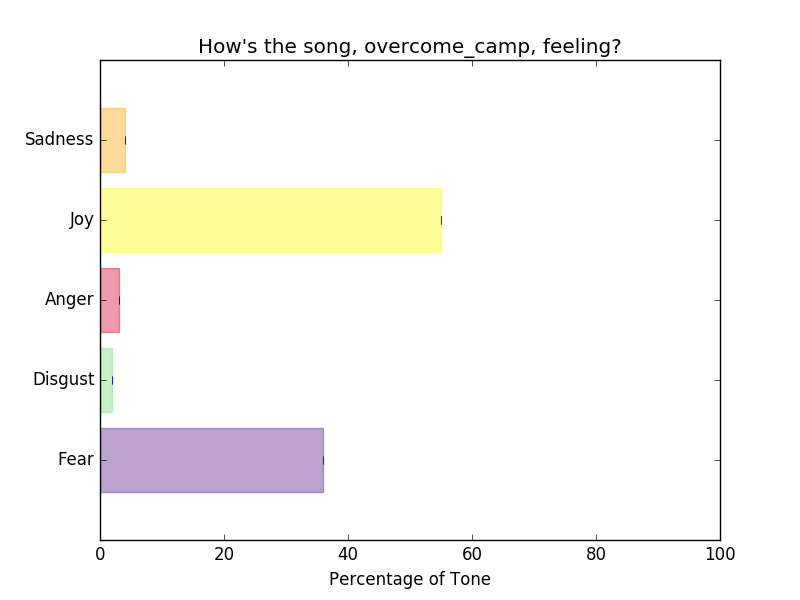 How's the song, overcome_camp, feeling?
Sadness
Joy
Anger
Disgust
Fear
0 20 40 60 80 100
Percentage of Tone